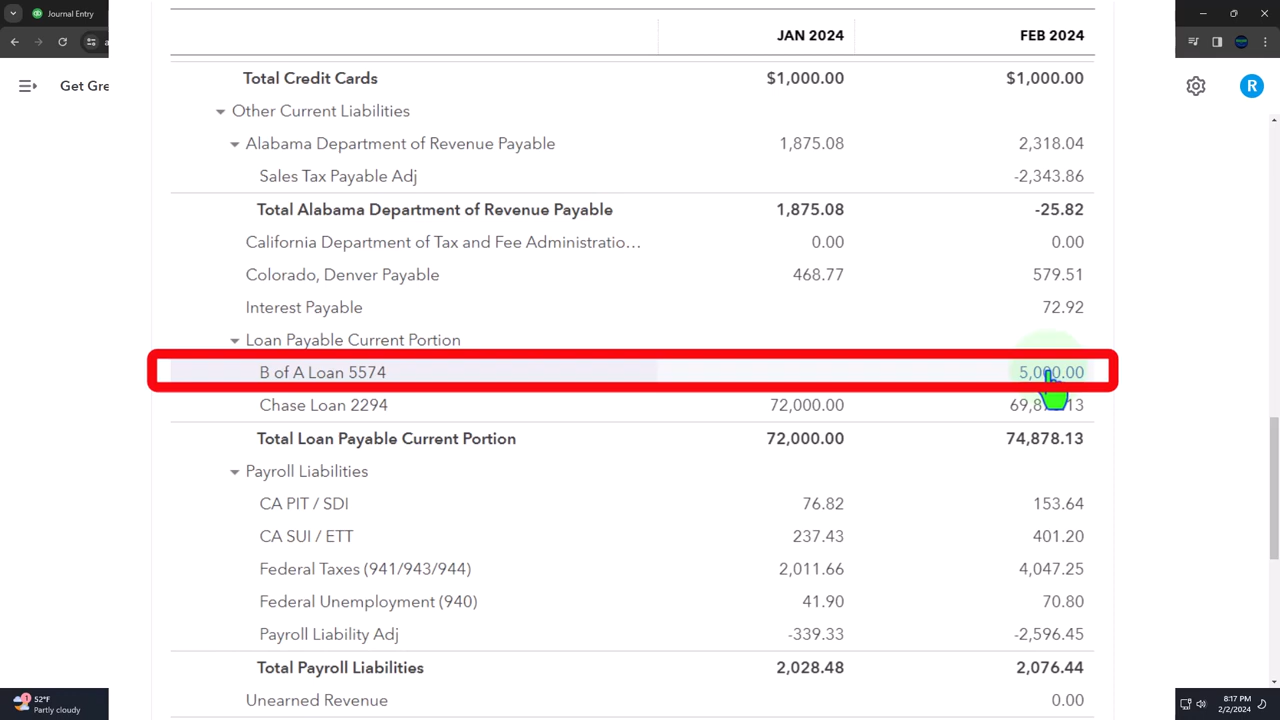 Journal Entry
Get Gre
R
JAN 2024 FEB 2024
Total Credit Cards $1,000.00 $1,000.00
Other Current Liabilities
Alabama Department of Revenue Payable 1,875.08 2,318.04
Sales Tax Payable Adj -2,343.86
Total Alabama Department of Revenue Payable 1,875.08 -25.82
California Department of Tax and Fee Administratio... 0.00 0.00
Colorado, Denver Payable 468.77 579.51
Interest Payable 72.92
Loan Payable Current Portion
B of A Loan 5574 5,000.00
Chase Loan 2294 72,000.00
Total Loan Payable Current Portion 72,000.00 74,878.13
Payroll Liabilities
CA PIT / SDI 76.82 153.64
CA SUI / ETT 237.43 401.20
Federal Taxes (941/943/944) 2,011.66 4,047.25
Federal Unemployment (940) 41.90 70.80
Payroll Liability Adj -339.33 -2,596.45
Total Payroll Liabilities 2,028.48 2,076.44
Unearned Revenue 0.00
1
52°F
Partly cloudy
8:17 PM
2/2/2024